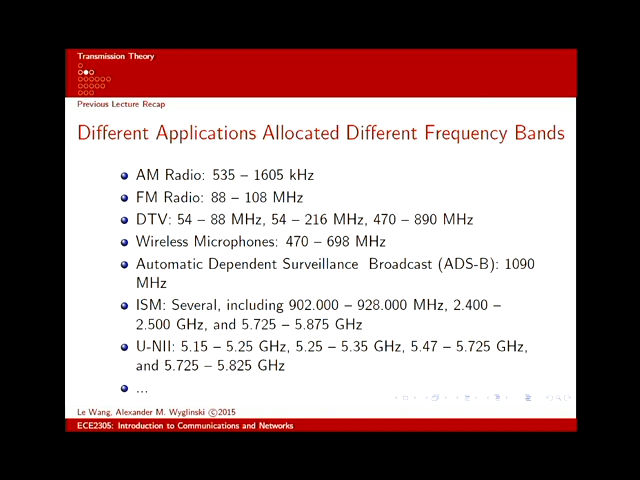 Transmission Theory
Previous Lecture Recap
Different Applications Allocated Different Frequency Bands
AM Radio: 535 – 1605 kHz
FM Radio: 88 – 108 MHz
DTV: 54 – 88 MHz, 54 – 216 MHz, 470 – 890 MHz
Wireless Microphones: 470 – 698 MHz
Automatic Dependent Surveillance Broadcast (ADS-B): 1090
MHz
ISM: Several, including 902.000 – 928.000 MHz, 2.400 –
2.500 GHz, and 5.725 – 5.875 GHz
U-NII: 5.15 – 5.25 GHz, 5.25 – 5.35 GHz, 5.47 – 5.725 GHz,
and 5.725 – 5.825 GHz
...
Le Wang, Alexander M. Wyglinski ©2015
ECE2305: Introduction to Communications and Networks